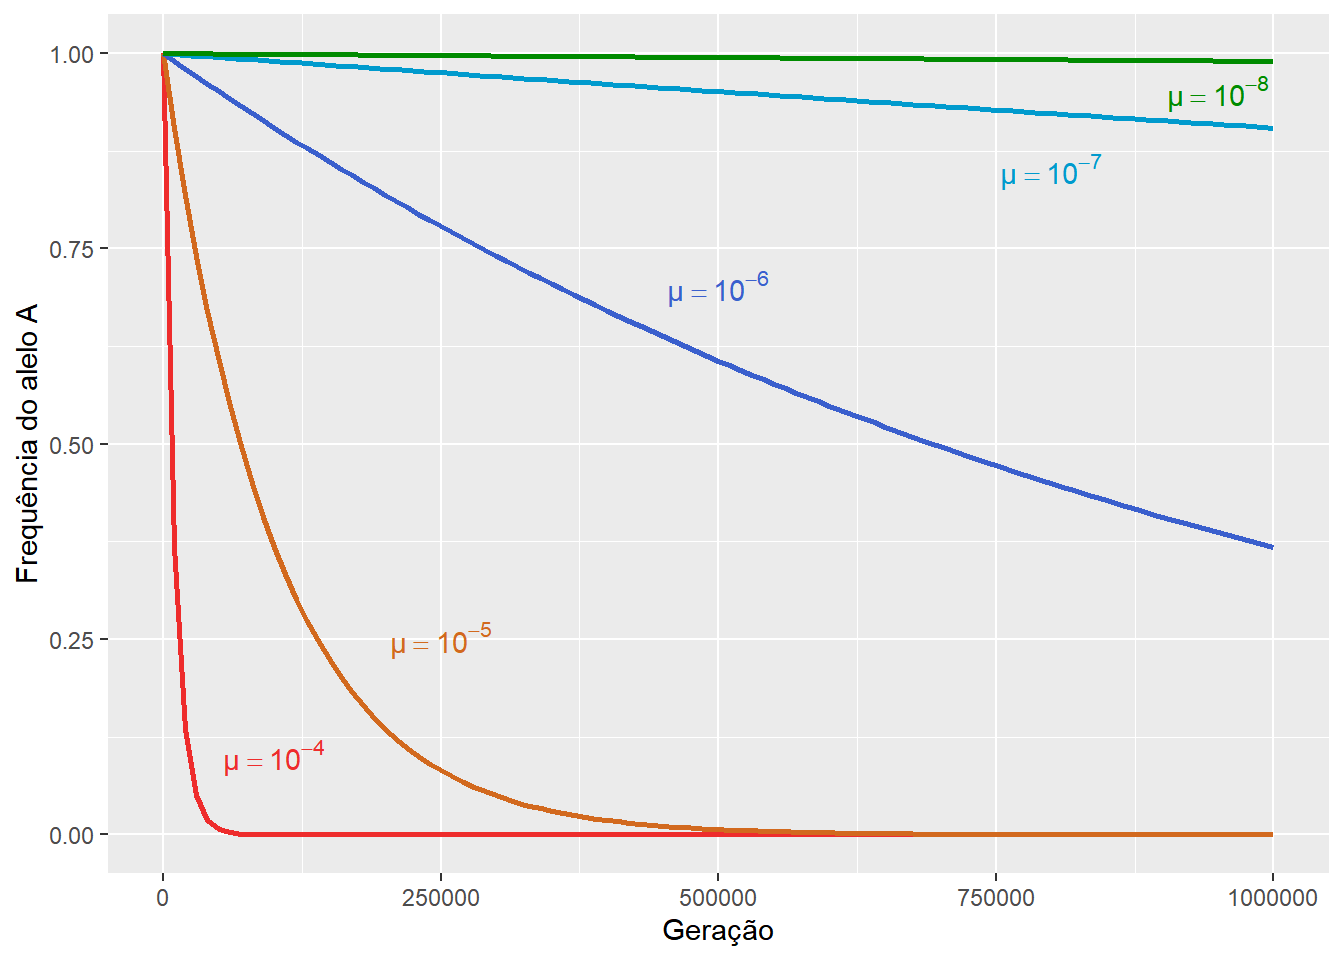 1.00
0.75
0.50
0.25
0.00
Frequência do alelo A
μ = 10⁻⁸
μ = 10⁻⁷
μ = 10⁻⁶
μ = 10⁻⁵
μ = 10⁻⁴
0 250000 500000 750000 1000000
Geração